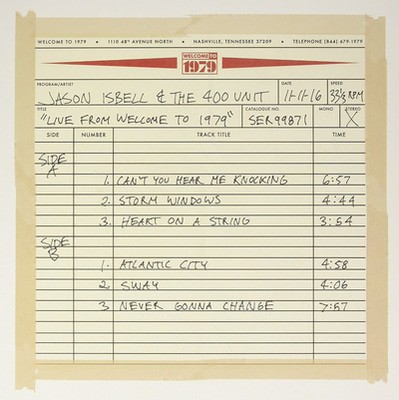 WELCOME TO 1979 • 1110 48th AVENUE NORTH • NASHVILLE, TENNESSEE 37209 • TELEPHONE (844) 679-1979
WELCOME TO
1979
PROGRAM/ARTIST DATE SPEED
JASON ISBELL & THE 400 UNIT 11-11-16 33⅓ RPM
TITLE CATALOGUE NO. MONO STEREO
"LIVE FROM WELCOME TO 1979" SER99871 X
SIDE NUMBER TRACK TITLE TIME
SIDE
A
1. CAN'T YOU HEAR ME KNOCKING 6:57
2. STORM WINDOWS 4:44
3. HEART ON A STRING 3:54
SIDE
B
1. ATLANTIC CITY 4:58
2. SWAY 4:06
3 NEVER GONNA CHANGE 7:57